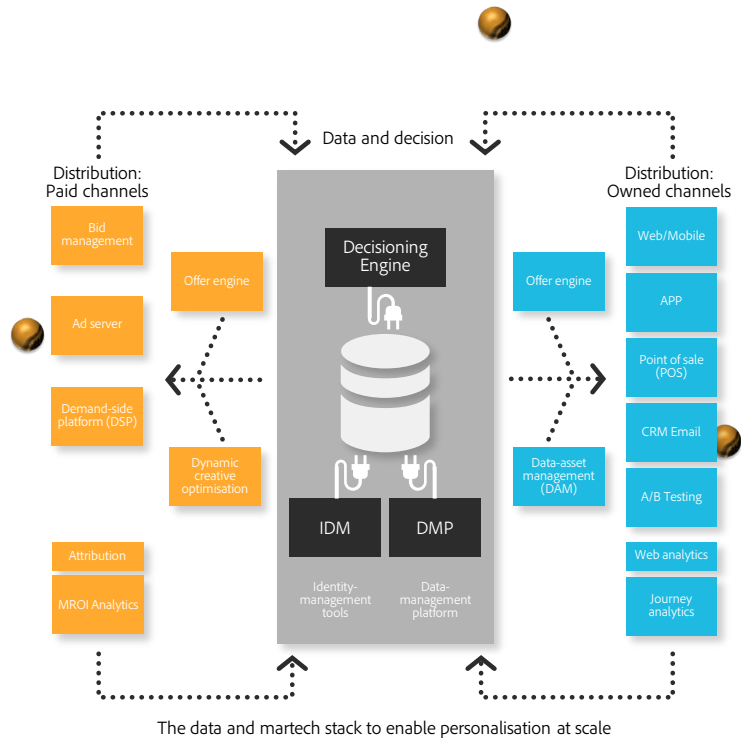 Data and decision
Distribution:
Paid channels
Bid
management
Ad server
Demand-side
platform (DSP)
Attribution
MROI Analytics
Offer engine
Dynamic
creative
optimisation
Decisioning
Engine
IDM
DMP
Identity-
management
tools
Data-
management
platform
Offer engine
Data-asset
management
(DAM)
Distribution:
Owned channels
Web/Mobile
APP
Point of sale
(POS)
CRM Email
A/B Testing
Web analytics
Journey
analytics
The data and martech stack to enable personalisation at scale